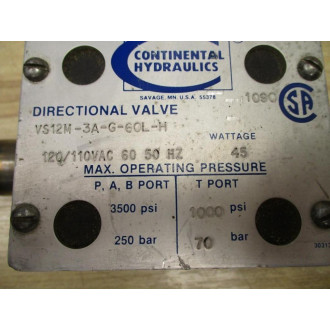 CONTINENTAL
HYDRAULICS
SAVAGE, MN. U.S.A. 55378
1090
SA
DIRECTIONAL VALVE
VS12M-3A-G-60L-H
WATTAGE
120/110VAC 60 50 HZ 45
MAX. OPERATING PRESSURE
P, A, B PORT T PORT
3500 psi 1000 psi
250 bar 70 bar